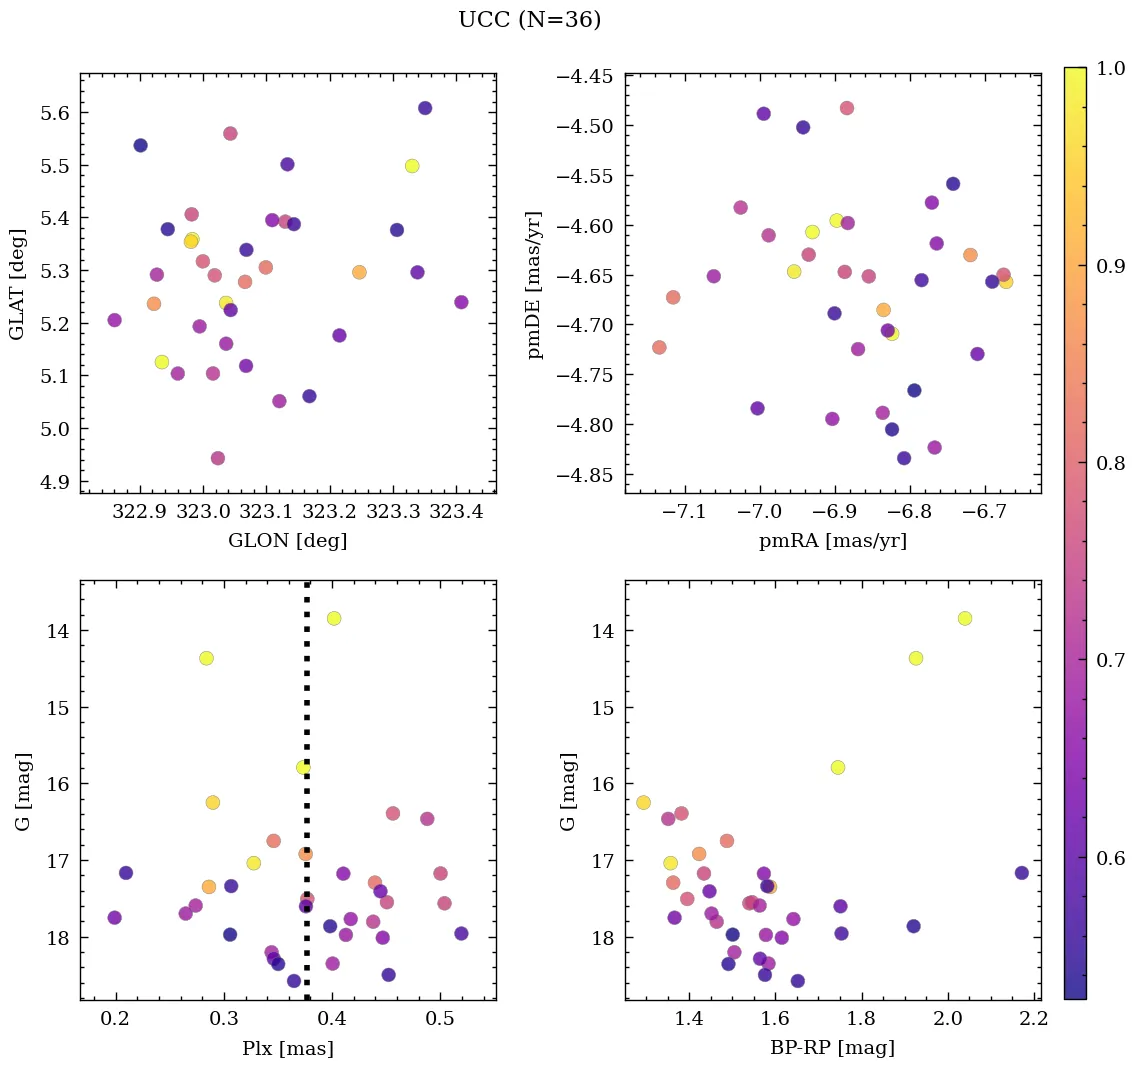 UCC (N=36)
5.6
5.5
5.4
5.3
5.2
5.1
5.0
4.9
GLAT [deg]
322.9 323.0 323.1 323.2 323.3 323.4
GLON [deg]
−4.45
−4.50
−4.55
−4.60
−4.65
−4.70
−4.75
−4.80
−4.85
pmDE [mas/yr]
−7.1 −7.0 −6.9 −6.8 −6.7
pmRA [mas/yr]
14
15
16
17
18
G [mag]
0.2 0.3 0.4 0.5
Plx [mas]
14
15
16
17
18
G [mag]
1.4 1.6 1.8 2.0 2.2
BP-RP [mag]
1.0
0.9
0.8
0.7
0.6